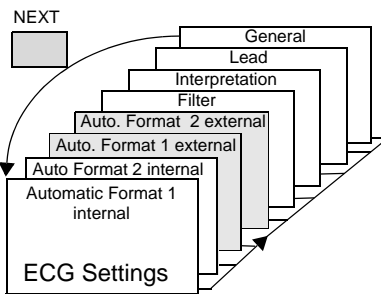 NEXT
General
Lead
Interpretation
Filter
Auto. Format 2 external
Auto. Format 1 external
Auto Format 2 internal
Automatic Format 1
internal
ECG Settings